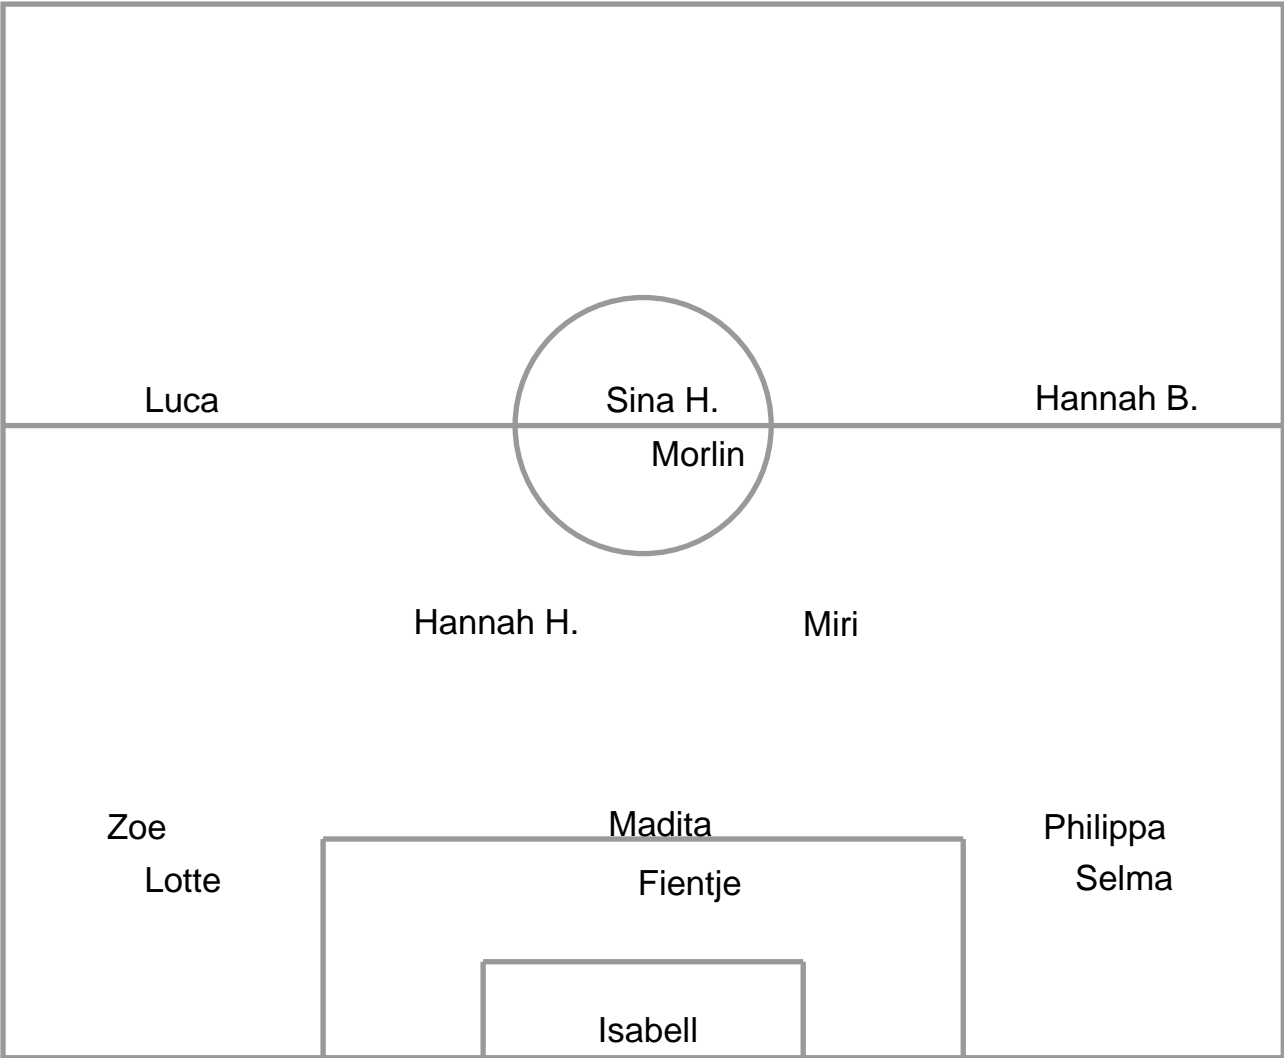 Luca
Sina H.
Hannah B.
Morlin
Hannah H.
Miri
Zoe
Madita
Philippa
Lotte
Fientje
Selma
Isabell